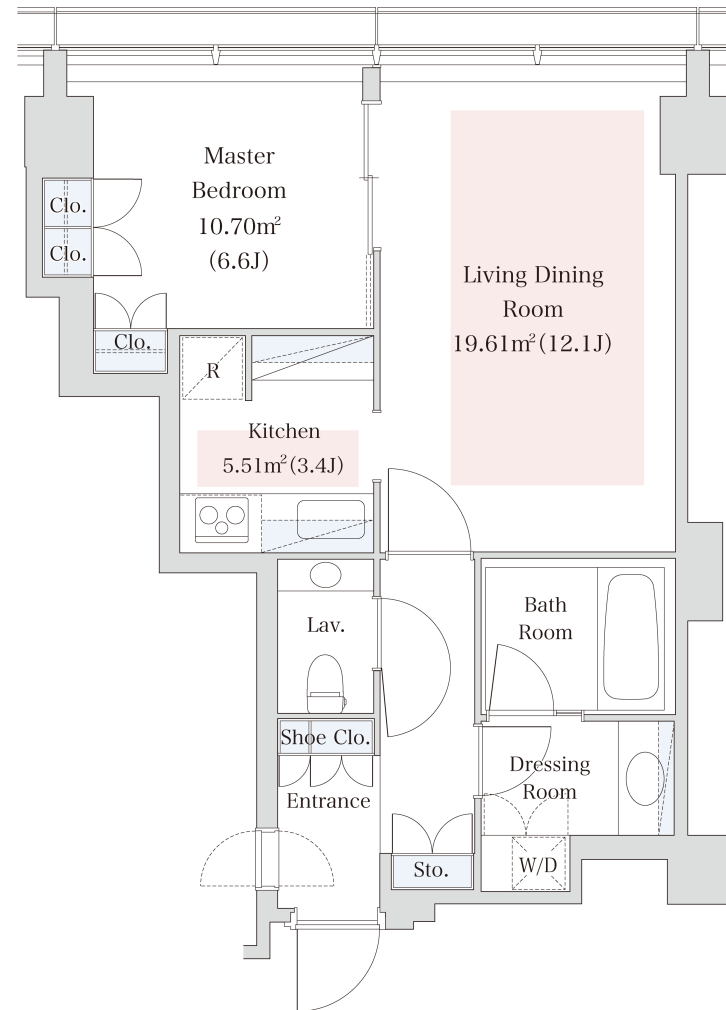 Master
Bedroom
10.70m²
(6.6J)
Clo.
Clo.
Clo.
Living Dining
Room
19.61m²(12.1J)
R
Kitchen
5.51m²(3.4J)
Lav.
Bath
Room
Shoe Clo.
Entrance
Dressing
Room
Sto.
W/D